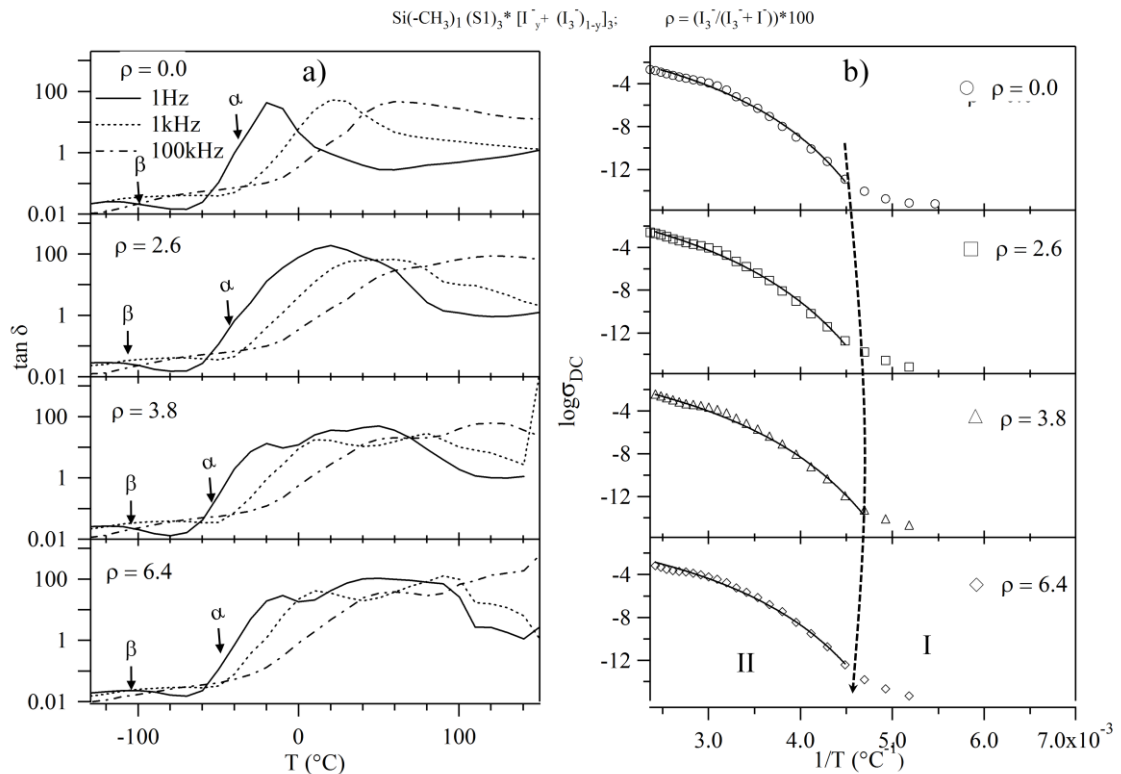 Si(-CH₃)₁ (S1)₃* [I⁻y+ (I₃⁻)₁₋y]₃; ρ = (I₃⁻/(I₃⁻+ I⁻))*100
a)
ρ = 0.0
1Hz
1kHz
100kHz
α
β
100
1
0.01
ρ = 2.6
α
β
100
1
0.01
ρ = 3.8
α
β
100
1
0.01
ρ = 6.4
α
β
100
1
0.01
tan δ
-100 0 100
T (°C)
b)
ρ = 0.0
-4
-8
-12
ρ = 2.6
-4
-8
-12
ρ = 3.8
-4
-8
-12
ρ = 6.4
-4
-8
-12
II
I
logσDC
3.0 4.0 5.0 6.0 7.0x10⁻³
1/T (°C⁻¹)